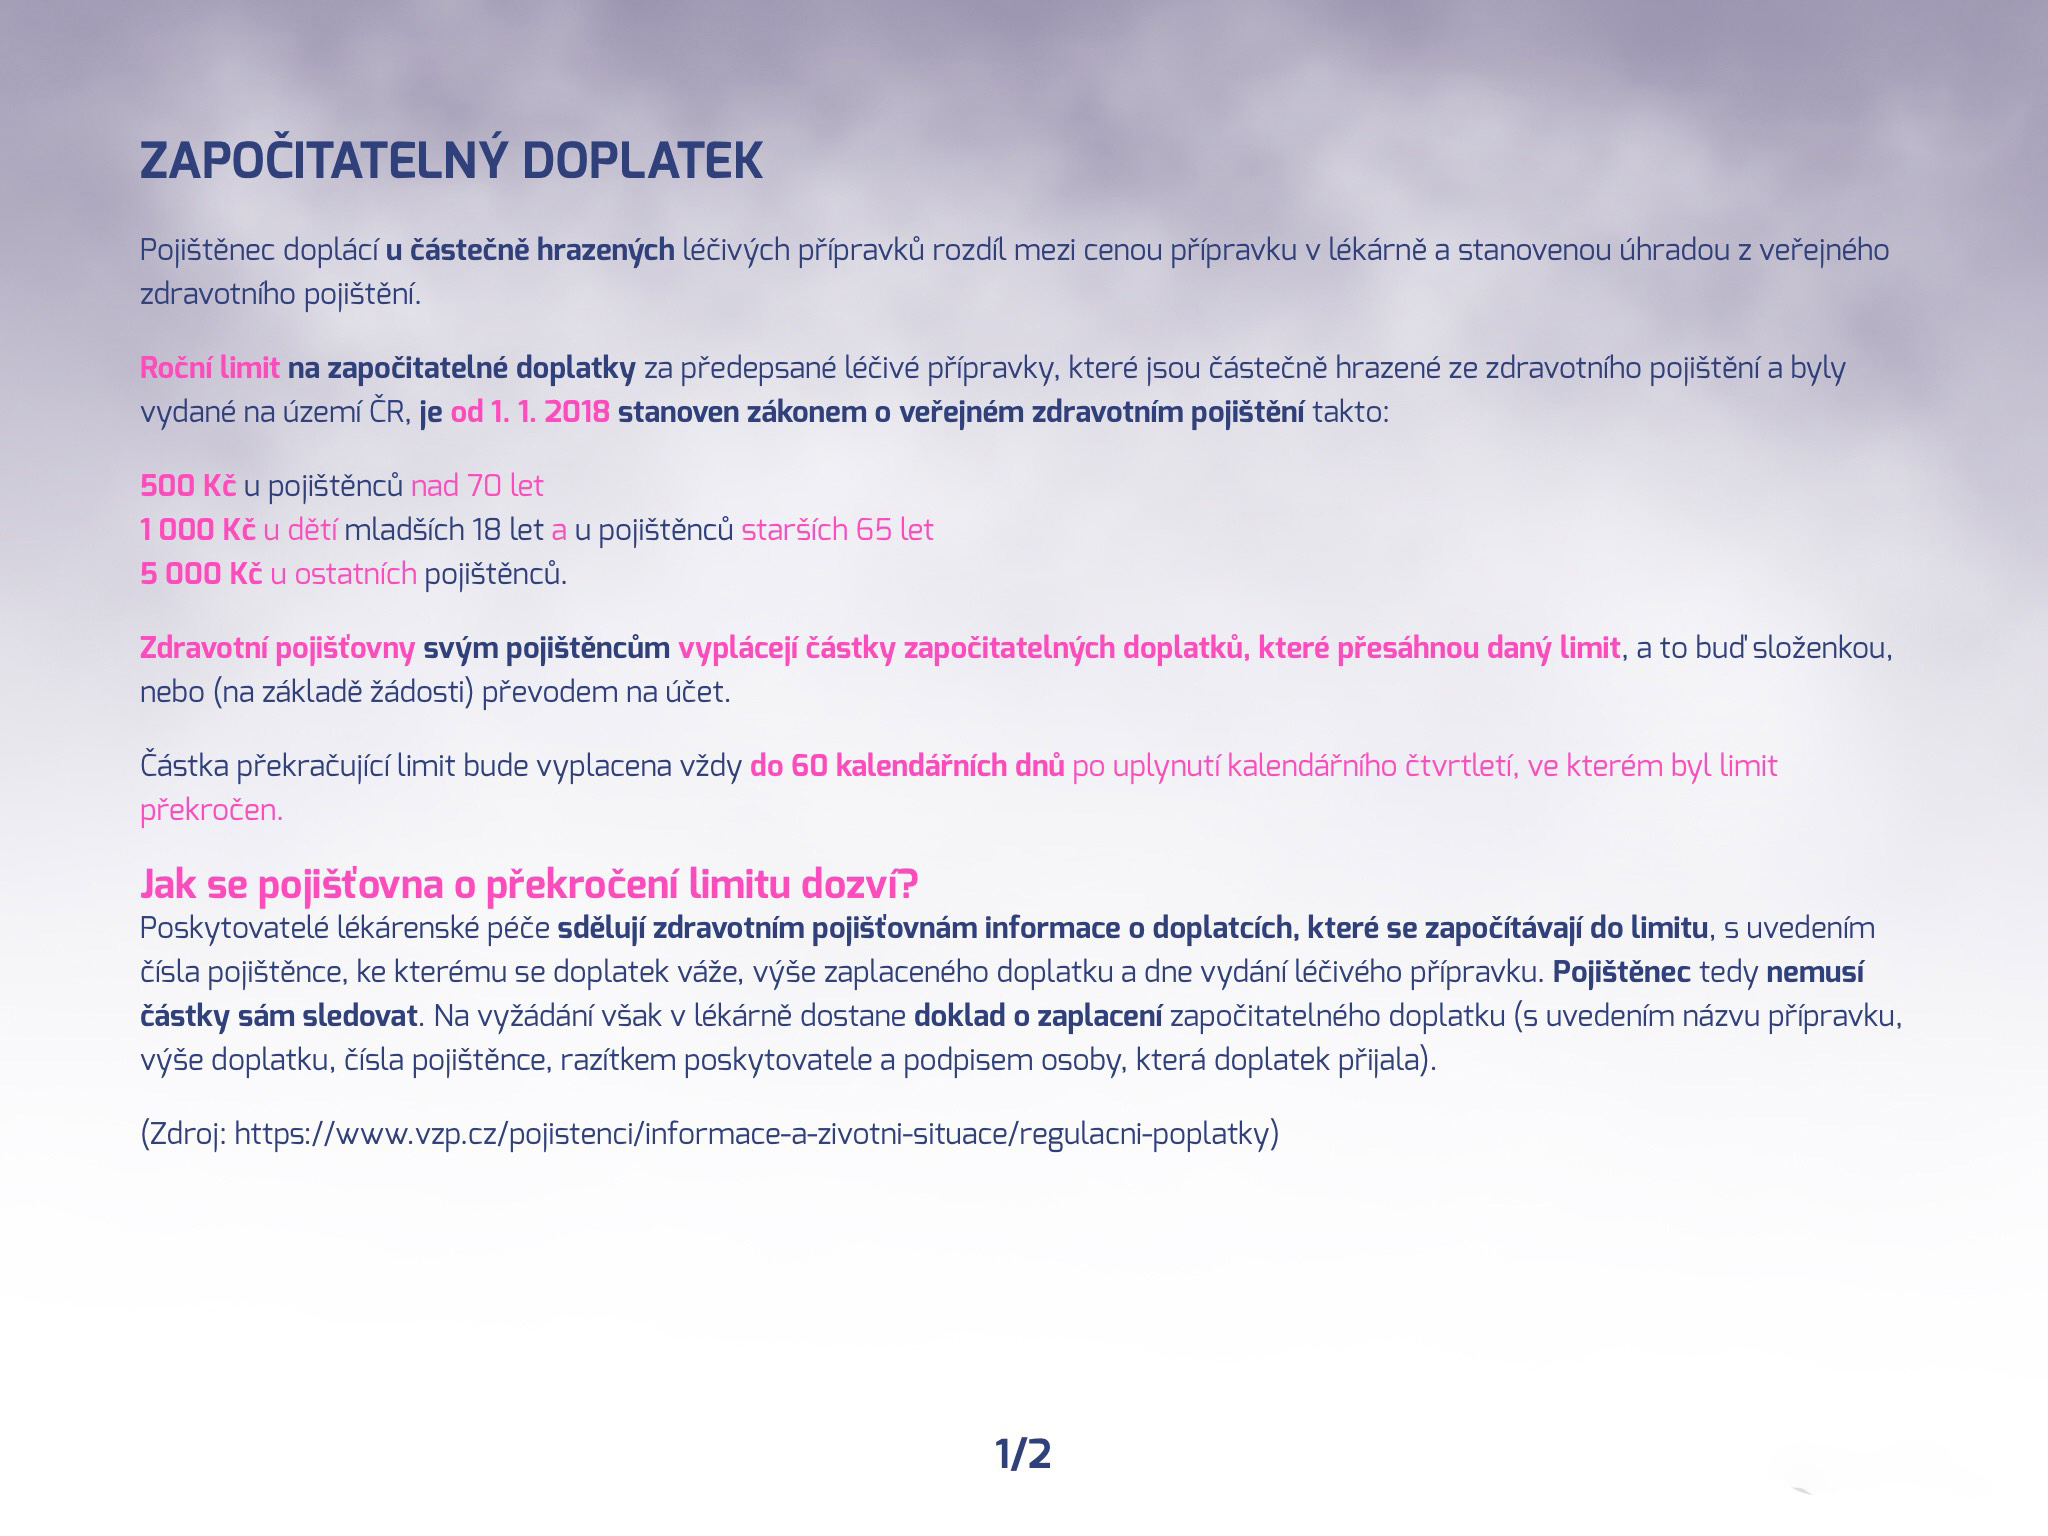 ZAPOČITATELNÝ DOPLATEK
Pojištěnec doplácí u částečně hrazených léčivých přípravků rozdíl mezi cenou přípravku v lékárně a stanovenou úhradou z veřejného
zdravotního pojištění.
Roční limit na započitatelné doplatky za předepsané léčivé přípravky, které jsou částečně hrazené ze zdravotního pojištění a byly
vydané na území ČR, je od 1. 1. 2018 stanoven zákonem o veřejném zdravotním pojištění takto:
500 Kč u pojištěnců nad 70 let
1 000 Kč u dětí mladších 18 let a u pojištěnců starších 65 let
5 000 Kč u ostatních pojištěnců.
Zdravotní pojišťovny svým pojištěncům vyplácejí částky započitatelných doplatků, které přesáhnou daný limit, a to buď složenkou,
nebo (na základě žádosti) převodem na účet.
Částka překračující limit bude vyplacena vždy do 60 kalendářních dnů po uplynutí kalendářního čtvrtletí, ve kterém byl limit
překročen.
Jak se pojišťovna o překročení limitu dozví?
Poskytovatelé lékárenské péče sdělují zdravotním pojišťovnám informace o doplatcích, které se započítávají do limitu, s uvedením
čísla pojištěnce, ke kterému se doplatek váže, výše zaplaceného doplatku a dne vydání léčivého přípravku. Pojištěnec tedy nemusí
částky sám sledovat. Na vyžádání však v lékárně dostane doklad o zaplacení započitatelného doplatku (s uvedením názvu přípravku,
výše doplatku, čísla pojištěnce, razítkem poskytovatele a podpisem osoby, která doplatek přijala).
(Zdroj: https://www.vzp.cz/pojistenci/informace-a-zivotni-situace/regulacni-poplatky)
1/2